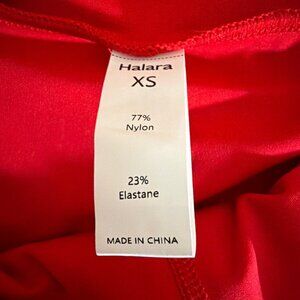 Halara
XS
77%
Nylon
23%
Elastane
MADE IN CHINA